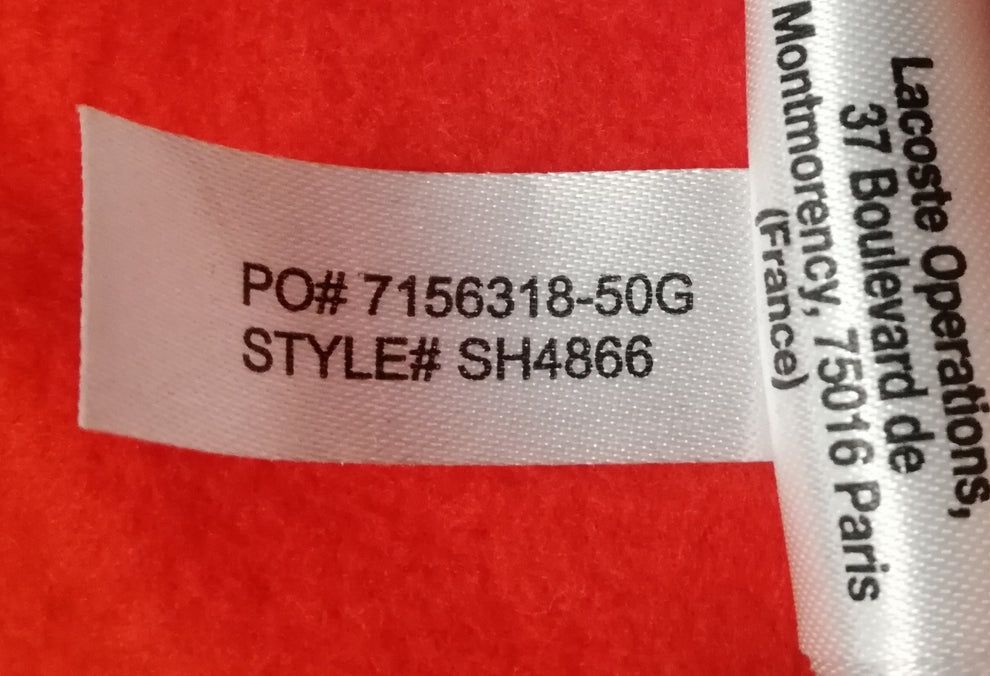 PO# 7156318-50G
STYLE# SH4866
Lacoste Operations,
37 Boulevard de
Montmorency, 75016 Paris
(France)